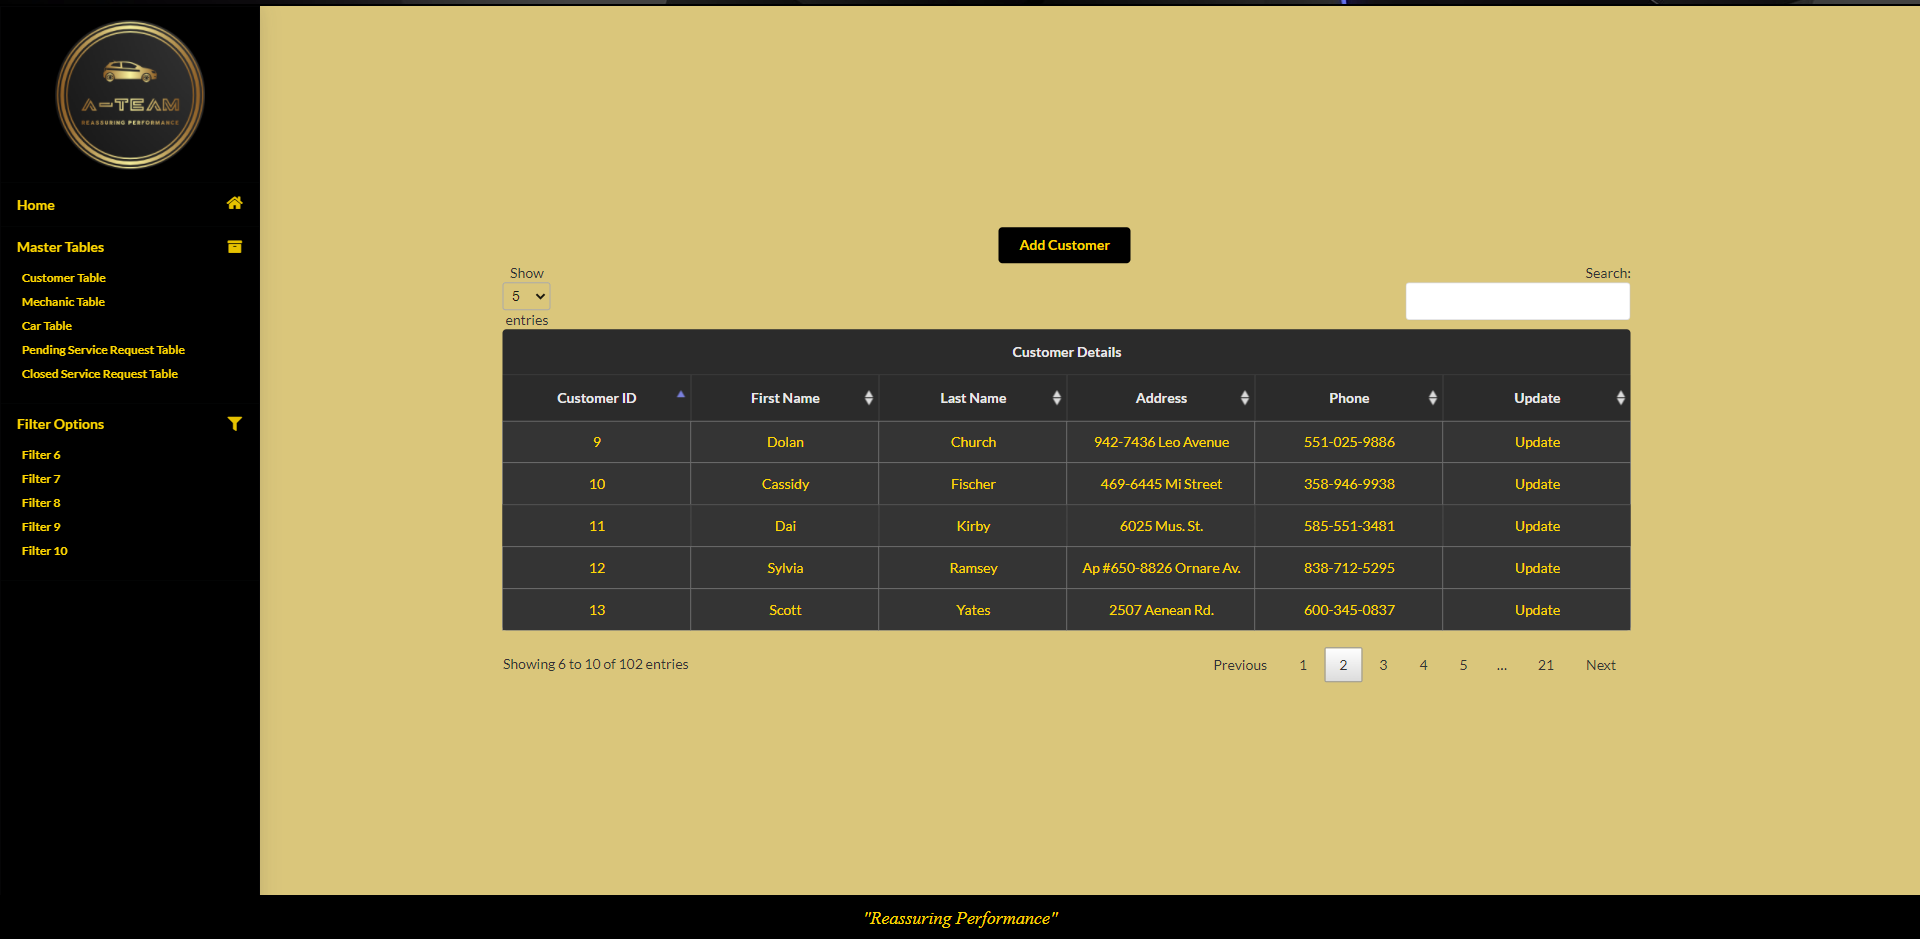 A-TEAM
REASSURING PERFORMANCE
Home
Master Tables
Customer Table
Mechanic Table
Car Table
Pending Service Request Table
Closed Service Request Table
Filter Options
Filter 6
Filter 7
Filter 8
Filter 9
Filter 10
Add Customer
Show
5
entries
Search:
Customer Details
Customer ID First Name Last Name Address Phone Update
9 Dolan Church 942-7436 Leo Avenue 551-025-9886 Update
10 Cassidy Fischer 469-6445 Mi Street 358-946-9938 Update
11 Dai Kirby 6025 Mus. St. 585-551-3481 Update
12 Sylvia Ramsey Ap #650-8826 Ornare Av. 838-712-5295 Update
13 Scott Yates 2507 Aenean Rd. 600-345-0837 Update
Showing 6 to 10 of 102 entries
Previous 1 2 3 4 5 … 21 Next
"Reassuring Performance"